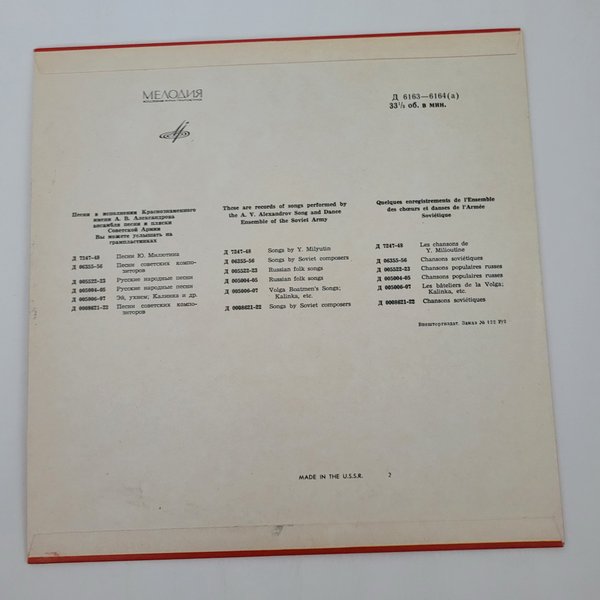 МЕЛОДИЯ
Д 6163—6164(а)
33⅓ об. в мин.
Песни в исполнении Краснознаменного
имени А. В. Александрова
ансамбля песни и пляски
Советской Армии
Вы можете услышать на
грампластинках
Д 7247-48 Песни Ю. Милютина
Д 06355-56 Песни советских компо-
зиторов
Д 005522-23 Русские народные песни
Д 005004-05 Русские народные песни
Д 005006-07 Эй, ухнем, Калинка и др.
Д 0008621-22 Песни советских компо-
зиторов
These are records of songs performed by
the A. V. Alexandrov Song and Dance
Ensemble of the Soviet Army
Д 7247-48 Songs by Y. Milyutin
Д 06355-56 Songs by Soviet composers
Д 005522-23 Russian folk songs
Д 005004-05 Russian folk songs
Д 005006-07 Volga Boatmen's Songs;
Kalinka, etc.
Д 0008621-22 Songs by Soviet composers
Quelques enregistrements de l'Ensemble
des chœurs et danses de l'Armée
Soviétique
Д 7247-48 Les chansons de
Y. Milioutine
Д 06355-56 Chansons soviétiques
Д 005522-23 Chansons populaires russes
Д 005004-05 Chansons populaires russes
Д 005006-07 Les bâteliers de la Volga;
Kalinka, etc.
Д 0008621-22 Chansons soviétiques
Внешторгиздат. Заказ №
MADE IN THE U.S.S.R. 2